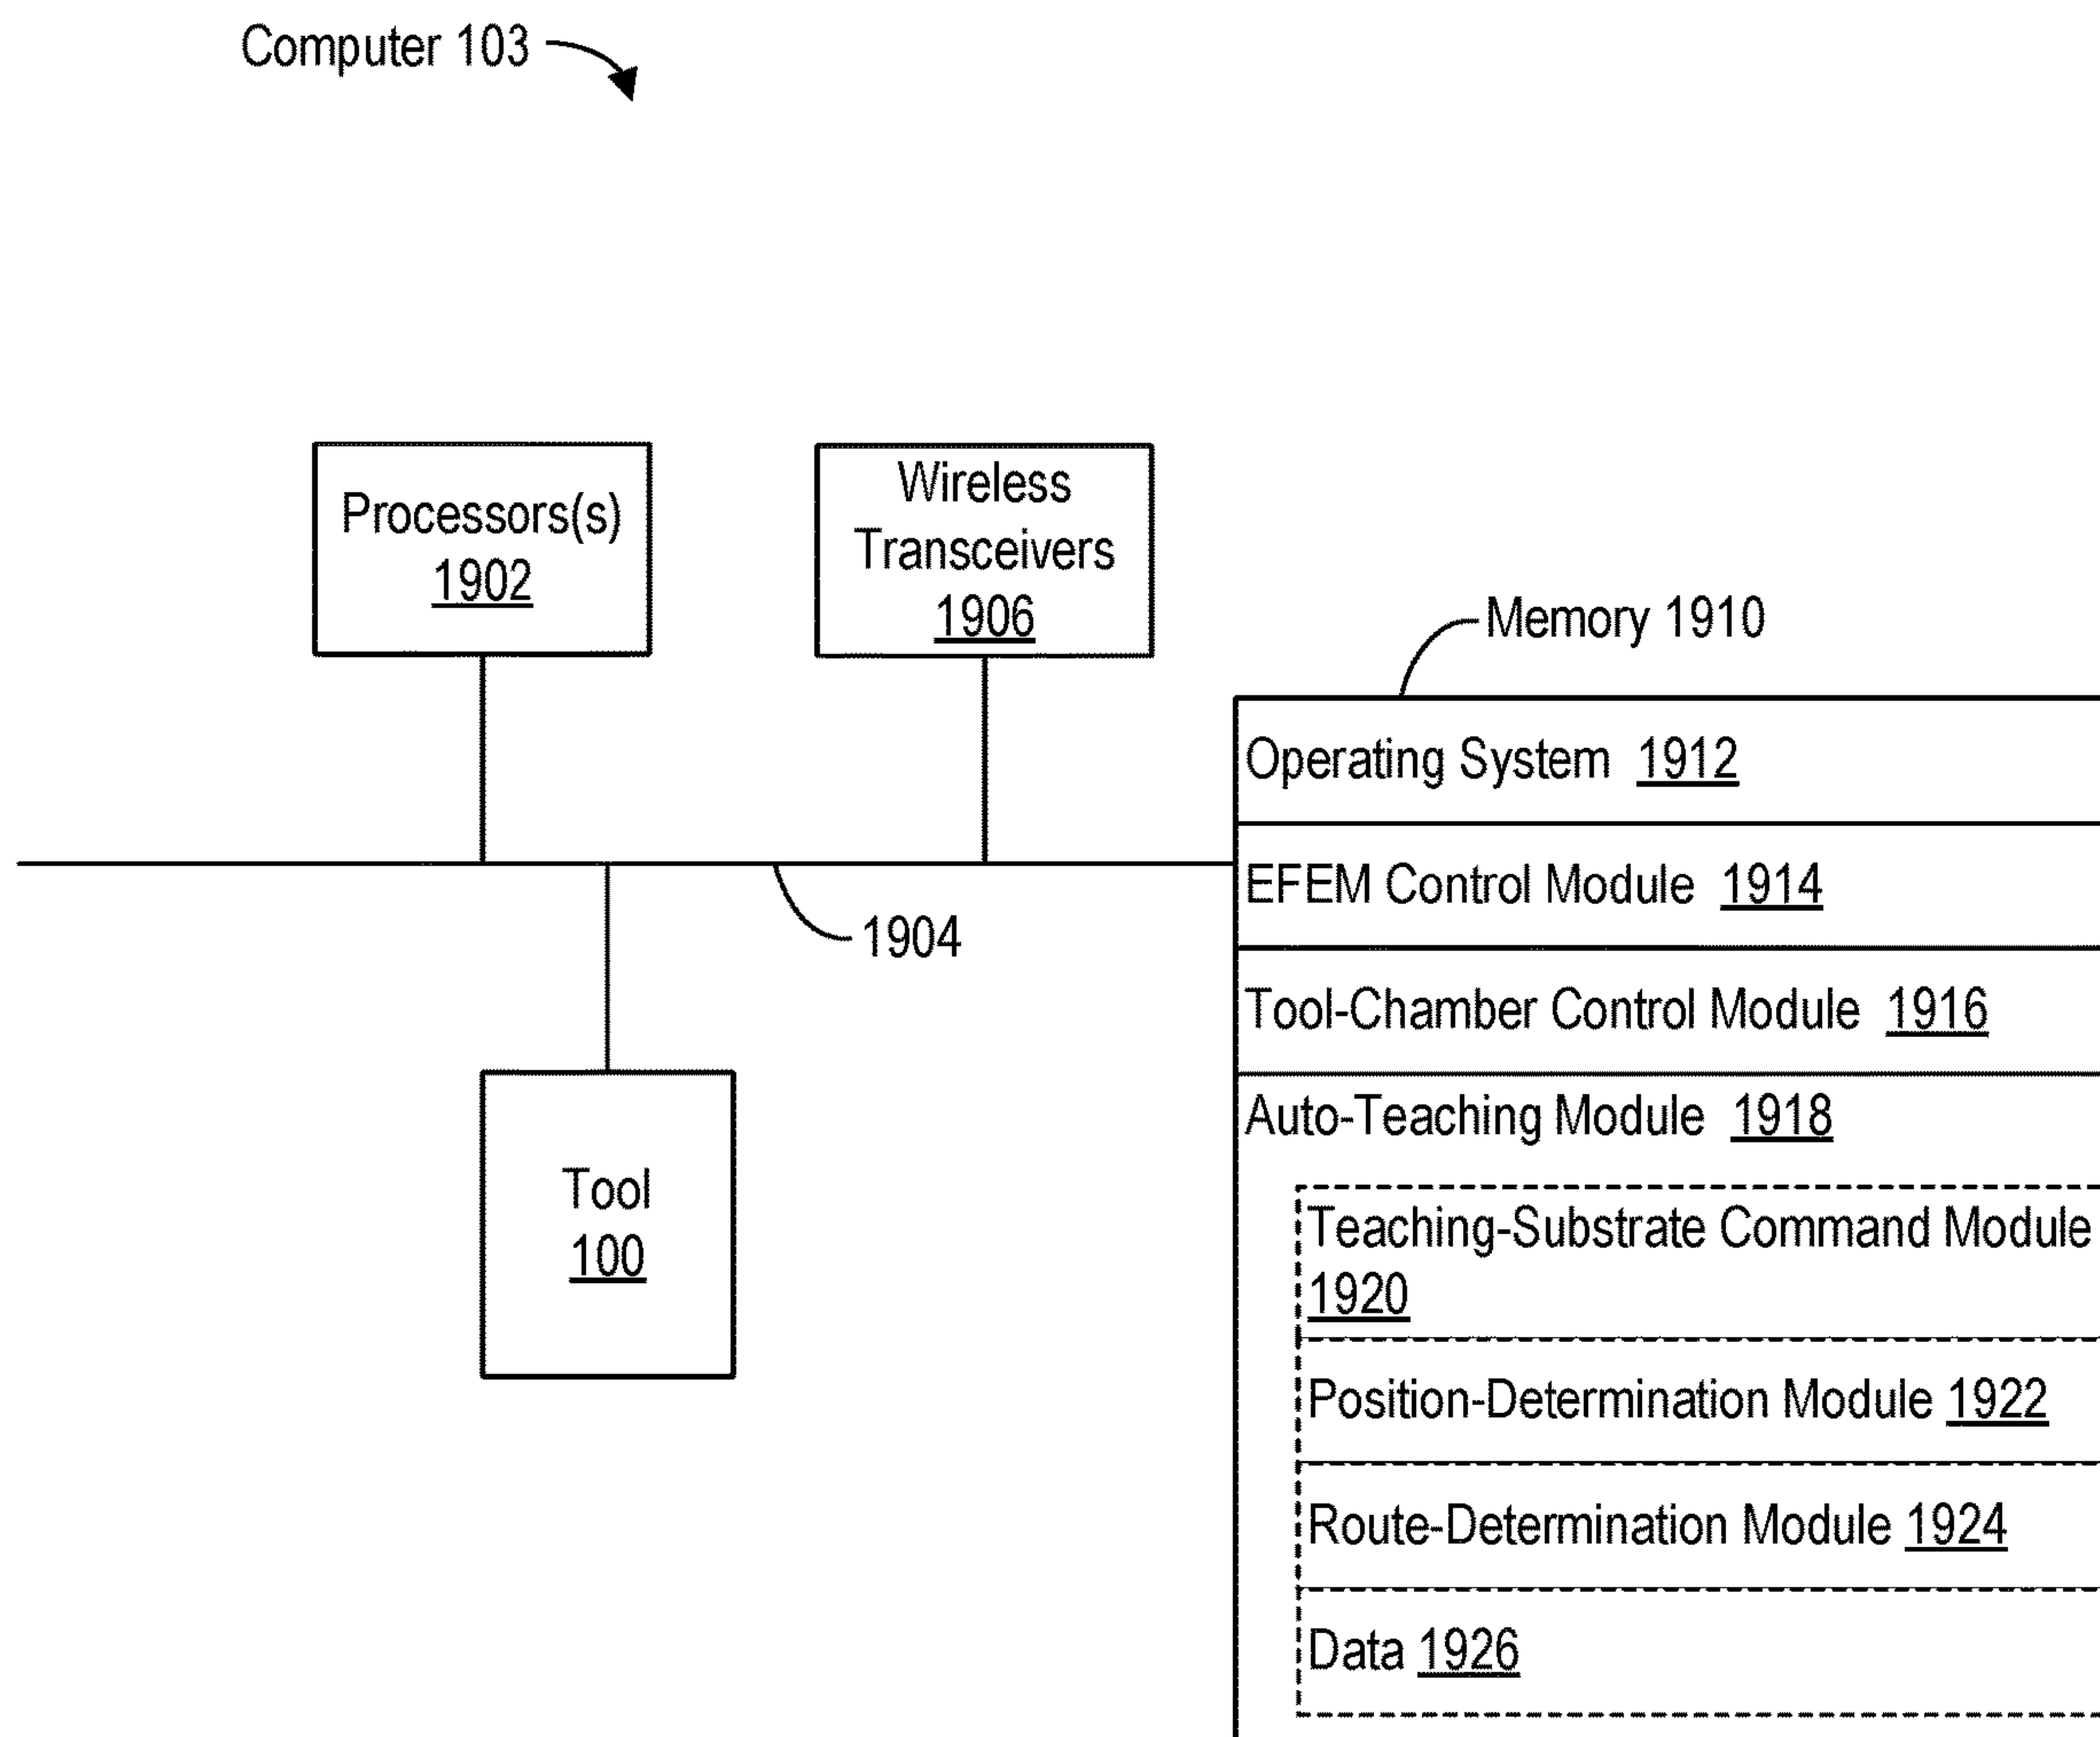 Computer 103
Processors(s)
1902
Wireless
Transceivers
1906
Memory 1910
Operating System 1912
EFEM Control Module 1914
1904
Tool-Chamber Control Module 1916
Auto-Teaching Module 1918
Tool
100
Teaching-Substrate Command Module
1920
Position-Determination Module 1922
Route-Determination Module 1924
Data 1926